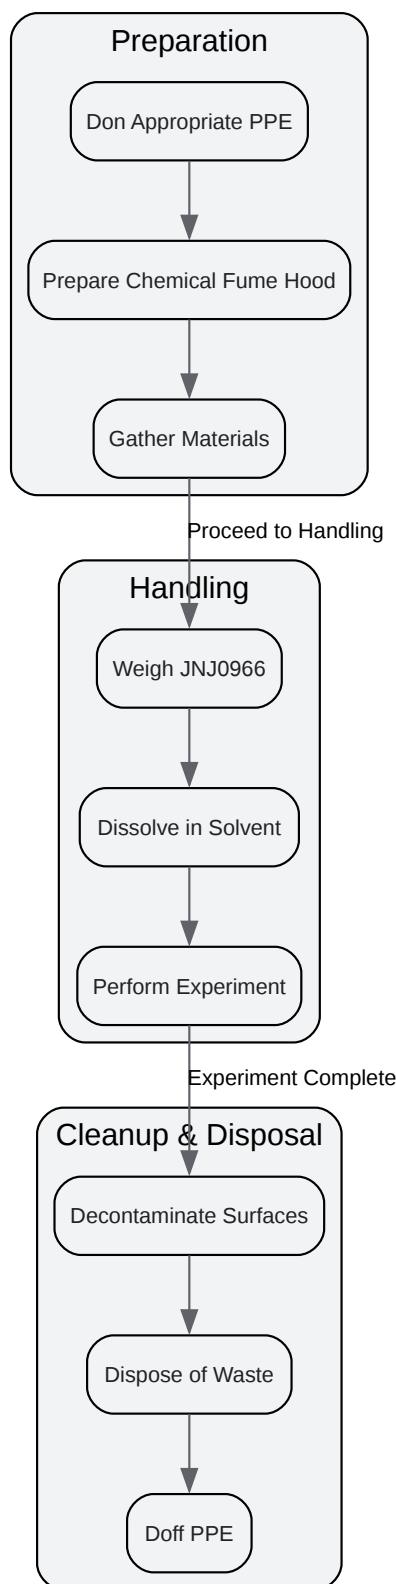 Preparation
Don Appropriate PPE
Prepare Chemical Fume Hood
Gather Materials
Proceed to Handling
Handling
Weigh JNJ0966
Dissolve in Solvent
Perform Experiment
Experiment Complete
Cleanup & Disposal
Decontaminate Surfaces
Dispose of Waste
Doff PPE